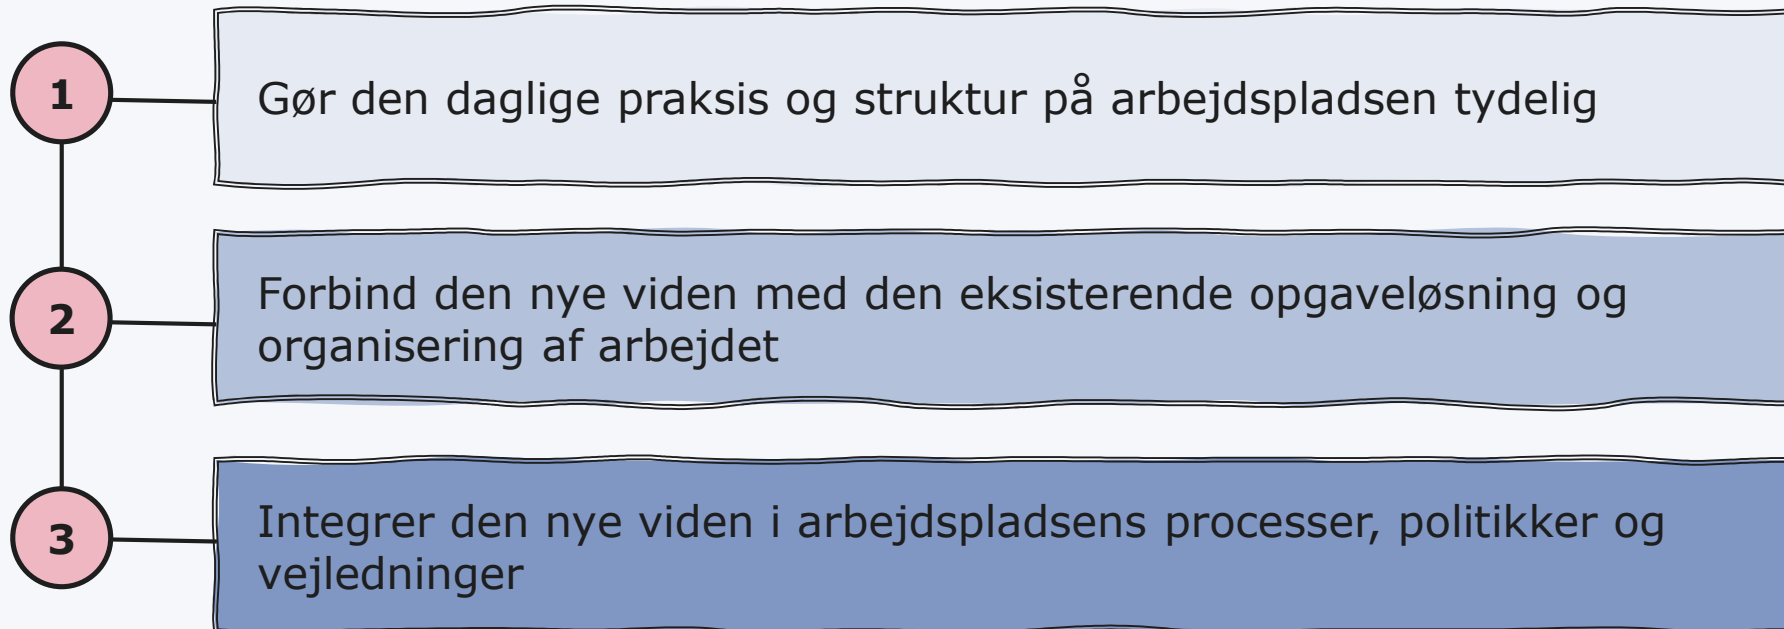 1
Gør den daglige praksis og struktur på arbejdspladsen tydelig
2
Forbind den nye viden med den eksisterende opgaveløsning og
organisering af arbejdet
3
Integrer den nye viden i arbejdspladsens processer, politikker og
vejledninger